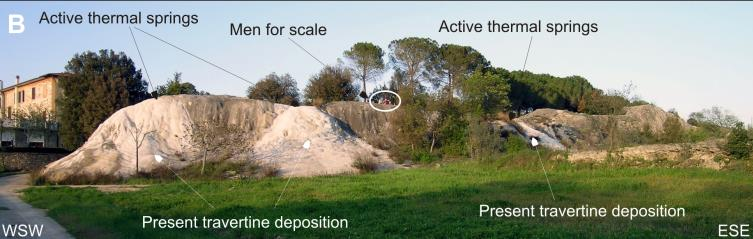 B
Active thermal springs
Men for scale
Active thermal springs
Present travertine deposition
Present travertine deposition
WSW
ESE